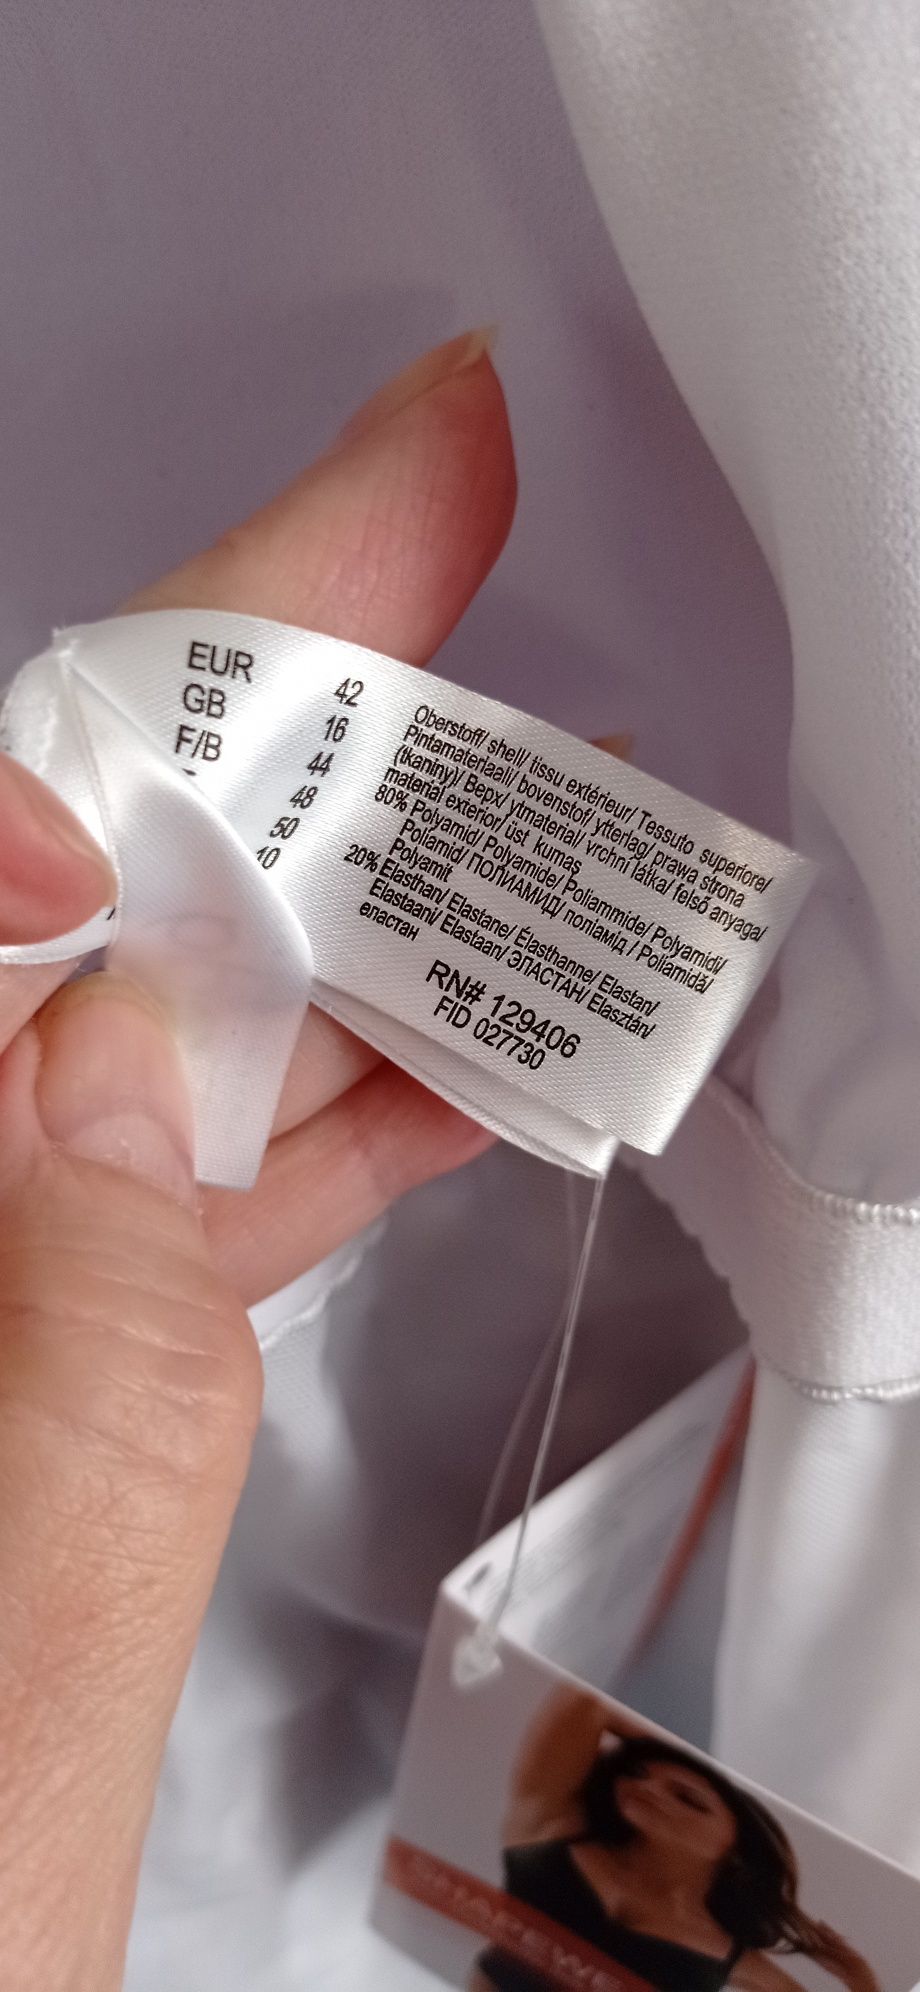 EUR 42
GB 16
F/B 44
48
50
10
Oberstoff/ shell/ tissu extérieur/ Tessuto superiore/
Pintamateriaali/ bovenstof/ ytterlag/ prawa strona
(tkaniny)/ Верх/ ytmaterial/ vrchní látka/ felső anyaga/
material exterior/ üst kumaş
80% Polyamid/ Polyamide/ Poliammide/ Polyamidi/
Poliamid/ ПОЛИАМИД/ поліамід / Poliamidă/
Polyamit
20% Elasthan/ Elastane/ Élasthanne/ Elastan/
Elastaani/ Elastaan/ ЭЛАСТАН/ Elasztán/
еластан
RN# 129406
FID 027730